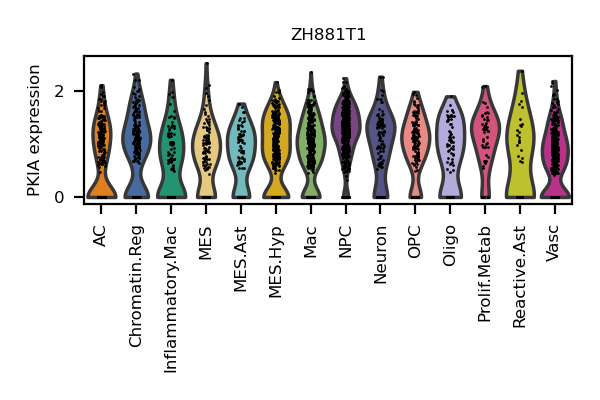 ZH881T1
PKIA expression
2
0
AC
Chromatin.Reg
Inflammatory.Mac
MES
MES.Ast
MES.Hyp
Mac
NPC
Neuron
OPC
Oligo
Prolif.Metab
Reactive.Ast
Vasc